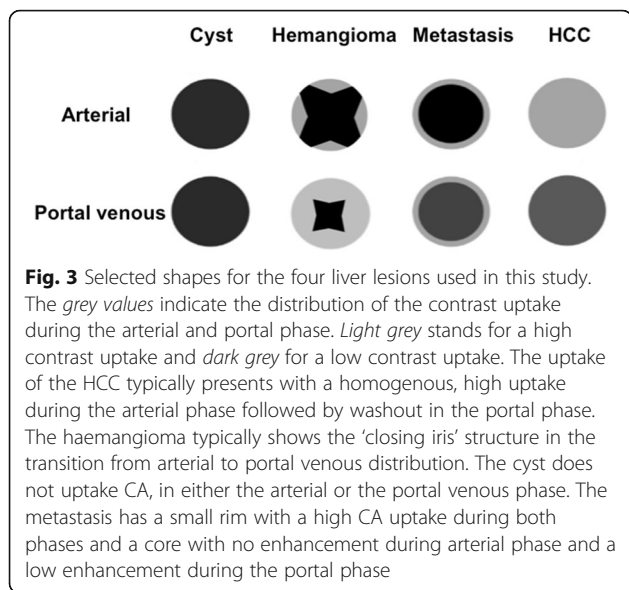 Cyst Hemangioma Metastasis HCC
Arterial
Portal venous
Fig. 3 Selected shapes for the four liver lesions used in this study.
The grey values indicate the distribution of the contrast uptake
during the arterial and portal phase. Light grey stands for a high
contrast uptake and dark grey for a low contrast uptake. The uptake
of the HCC typically presents with a homogenous, high uptake
during the arterial phase followed by washout in the portal phase.
The haemangioma typically shows the ‘closing iris’ structure in the
transition from arterial to portal venous distribution. The cyst does
not uptake CA, in either the arterial or the portal venous phase. The
metastasis has a small rim with a high CA uptake during both
phases and a core with no enhancement during arterial phase and a
low enhancement during the portal phase